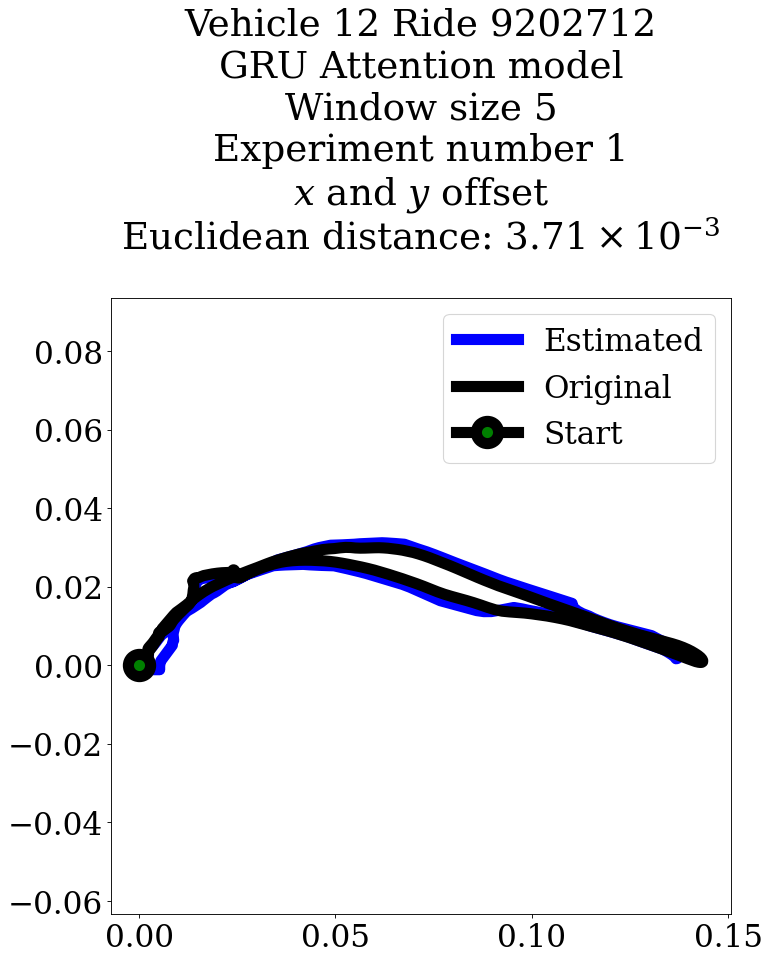 Vehicle 12 Ride 9202712
GRU Attention model
Window size 5
Experiment number 1
x and y offset
Euclidean distance: 3.71 × 10⁻³
Estimated
Original
Start
0.08
0.06
0.04
0.02
0.00
−0.02
−0.04
−0.06
0.00 0.05 0.10 0.15